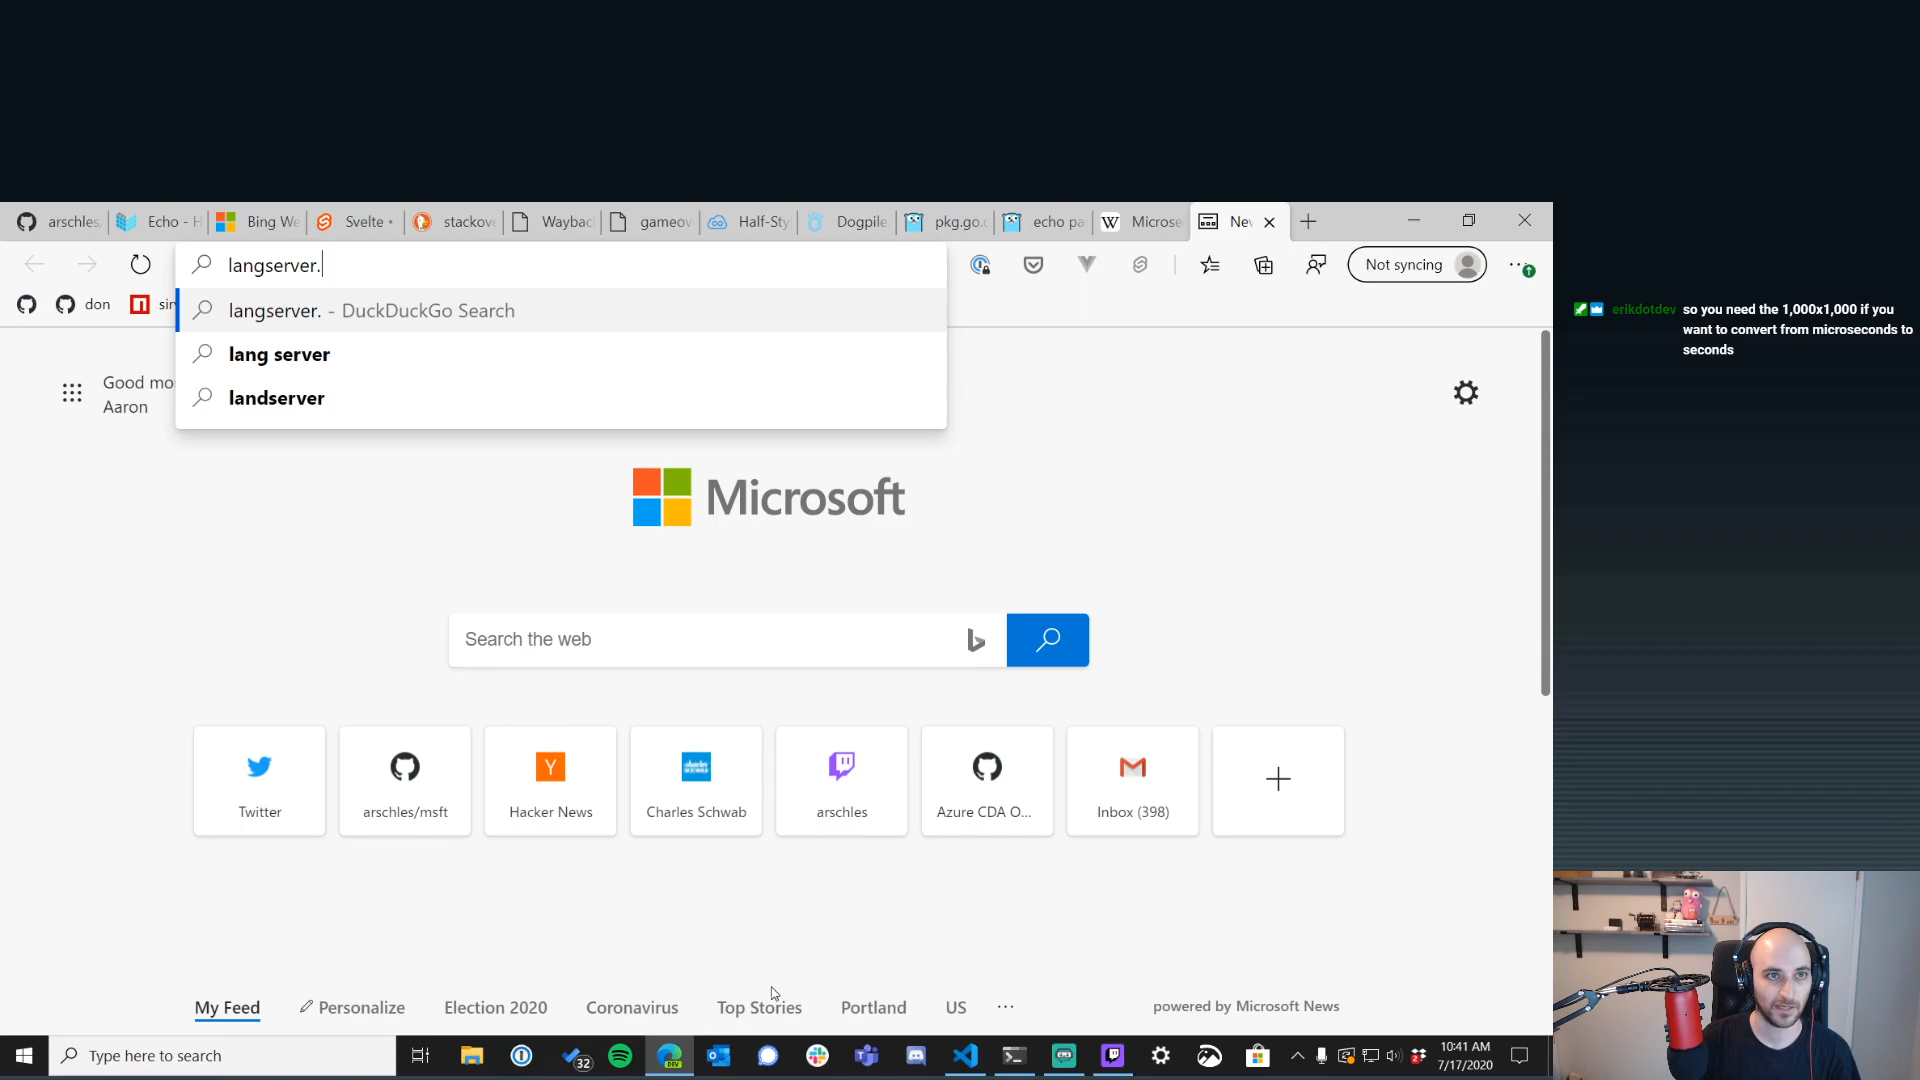 arschles/ Echo - H Bing We Svelte • stackov Waybac gameov Half-Sty Dogpile. pkg.go.c echo pa Microse Nev
langserver.
Not syncing
don sin
langserver. - DuckDuckGo Search
lang server
landserver
Good mo
Aaron
Microsoft
Search the web
Twitter arschles/msft Hacker News Charles Schwab arschles Azure CDA O... Inbox (398)
My Feed Personalize Election 2020 Coronavirus Top Stories Portland US ... powered by Microsoft News
Type here to search
32
DEV
10:41 AM
7/17/2020
erikdotdev so you need the 1,000x1,000 if you
want to convert from microseconds to
seconds